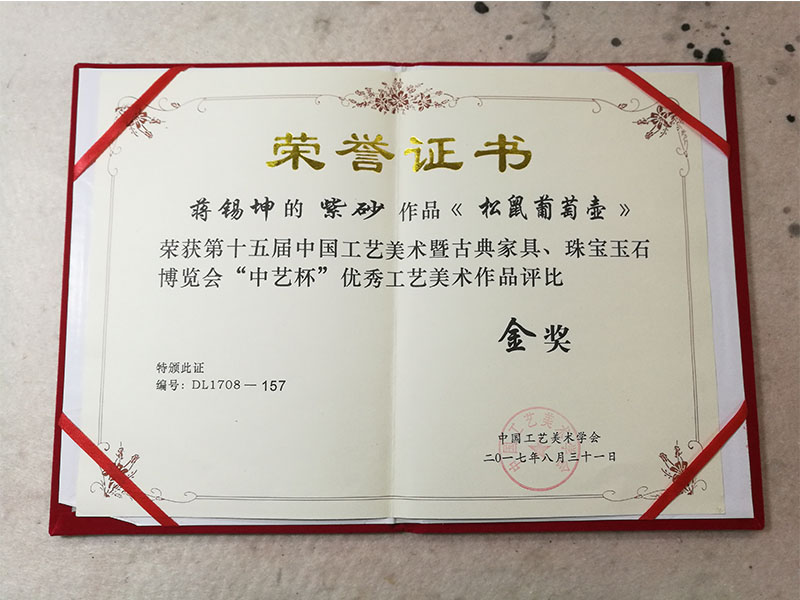 荣誉证书
蒋锡坤的 紫砂 作品《 松鼠葡萄壶 》
荣获第十五届中国工艺美术暨古典家具、珠宝玉石
博览会“中艺杯”优秀工艺美术作品评比
金奖
特颁此证
编号：DL1708—157
中国工艺美术学会
二〇一七年八月三十一日